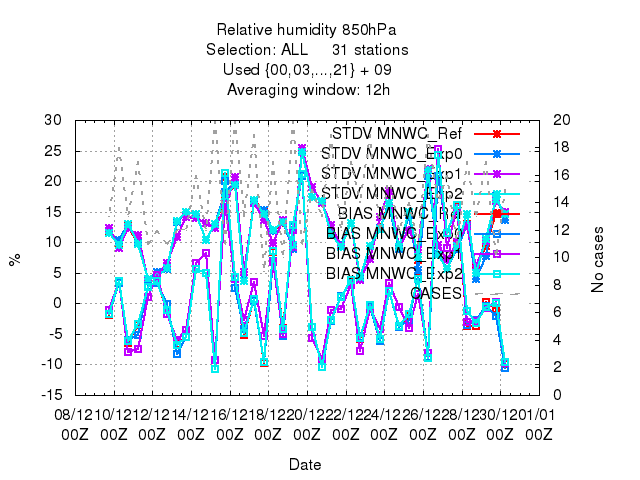 Relative humidity 850hPa
Selection: ALL 31 stations
Used {00,03,...,21} + 09
Averaging window: 12h
30 20
25 18
20 16
15 14
10 12
5 10
0 8
-5 6
-10 4
-15 2
0
%
No cases
STDV MNWC_Ref
STDV MNWC_Exp0
STDV MNWC_Exp1
STDV MNWC_Exp2
BIAS MNWC_Ref
BIAS MNWC_Exp0
BIAS MNWC_Exp1
BIAS MNWC_Exp2
CASES
08/12 10/12 12/12 14/12 16/12 18/12 20/12 22/12 24/12 26/12 28/12 30/12 01/01
00Z 00Z 00Z 00Z 00Z 00Z 00Z 00Z 00Z 00Z 00Z 00Z 00Z
Date